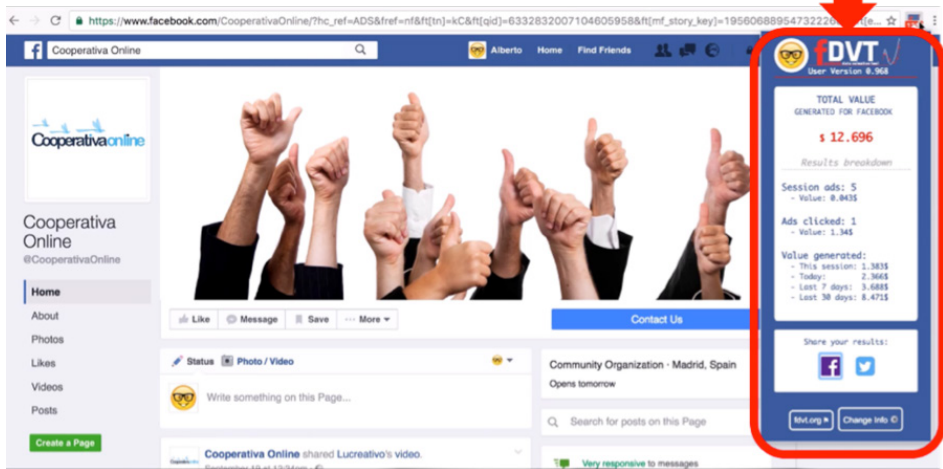 https://www.facebook.com/CooperativaOnline/?hc_ref=ADS&fref=nf&ft[tn]=kC&ft[qid]=6332832007104605958&ft[mf_story_key]=
Cooperativa Online
Alberto Home Find Friends
Cooperativaonline
Cooperativa
Online
@CooperativaOnline
Home
About
Photos
Likes
Videos
Posts
Create a Page
Like Message Save More
Contact Us
Status Photo / Video
Write something on this Page...
Cooperativa Online shared Lucreativo's video.
Community Organization · Madrid, Spain
Opens tomorrow
Search for posts on this Page
Very responsive to messages
fDVT
User Version 0.968
TOTAL VALUE
GENERATED FOR FACEBOOK
$ 12.696
Results breakdown
Session ads: 5
- Value: 0.043$
Ads clicked: 1
- Value: 1.34$
Value generated:
- This session: 1.383$
- Today: 2.366$
- Last 7 days: 3.688$
- Last 30 days: 8.471$
Share your results:
fdvt.org
Change Info